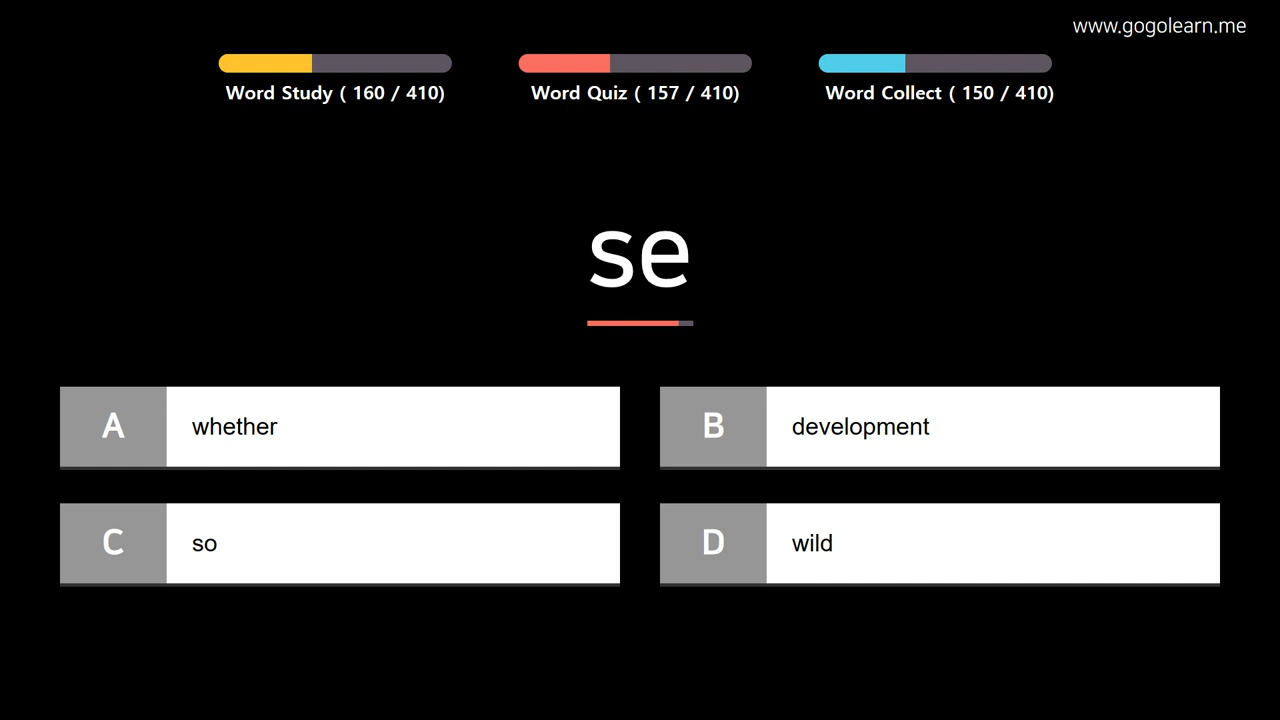 www.gogolearn.me
Word Study ( 160 / 410)
Word Quiz ( 157 / 410)
Word Collect ( 150 / 410)
se
A
whether
B
development
C
so
D
wild